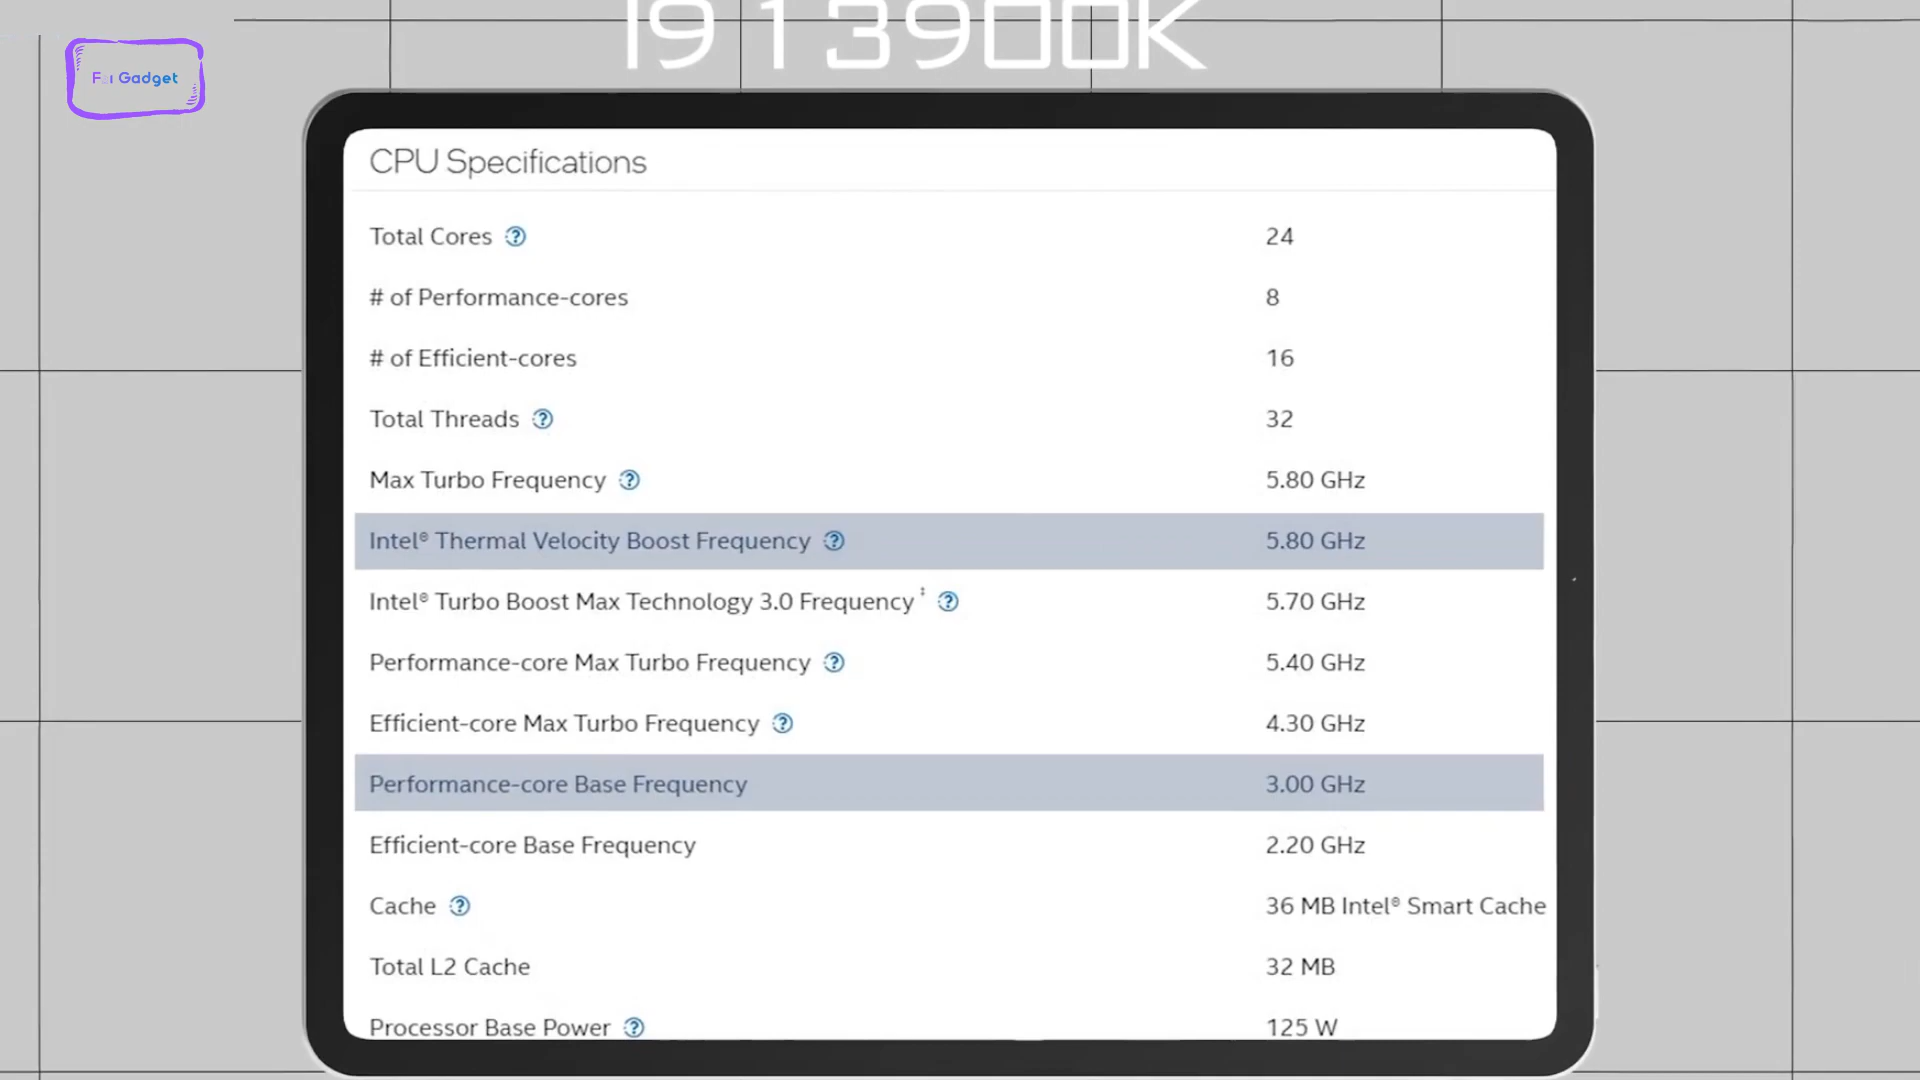 I9 13900K
Gadget
CPU Specifications
Total Cores 24
# of Performance-cores 8
# of Efficient-cores 16
Total Threads 32
Max Turbo Frequency 5.80 GHz
Intel® Thermal Velocity Boost Frequency 5.80 GHz
Intel® Turbo Boost Max Technology 3.0 Frequency ‡ 5.70 GHz
Performance-core Max Turbo Frequency 5.40 GHz
Efficient-core Max Turbo Frequency 4.30 GHz
Performance-core Base Frequency 3.00 GHz
Efficient-core Base Frequency 2.20 GHz
Cache 36 MB Intel® Smart Cache
Total L2 Cache 32 MB
Processor Base Power 125 W